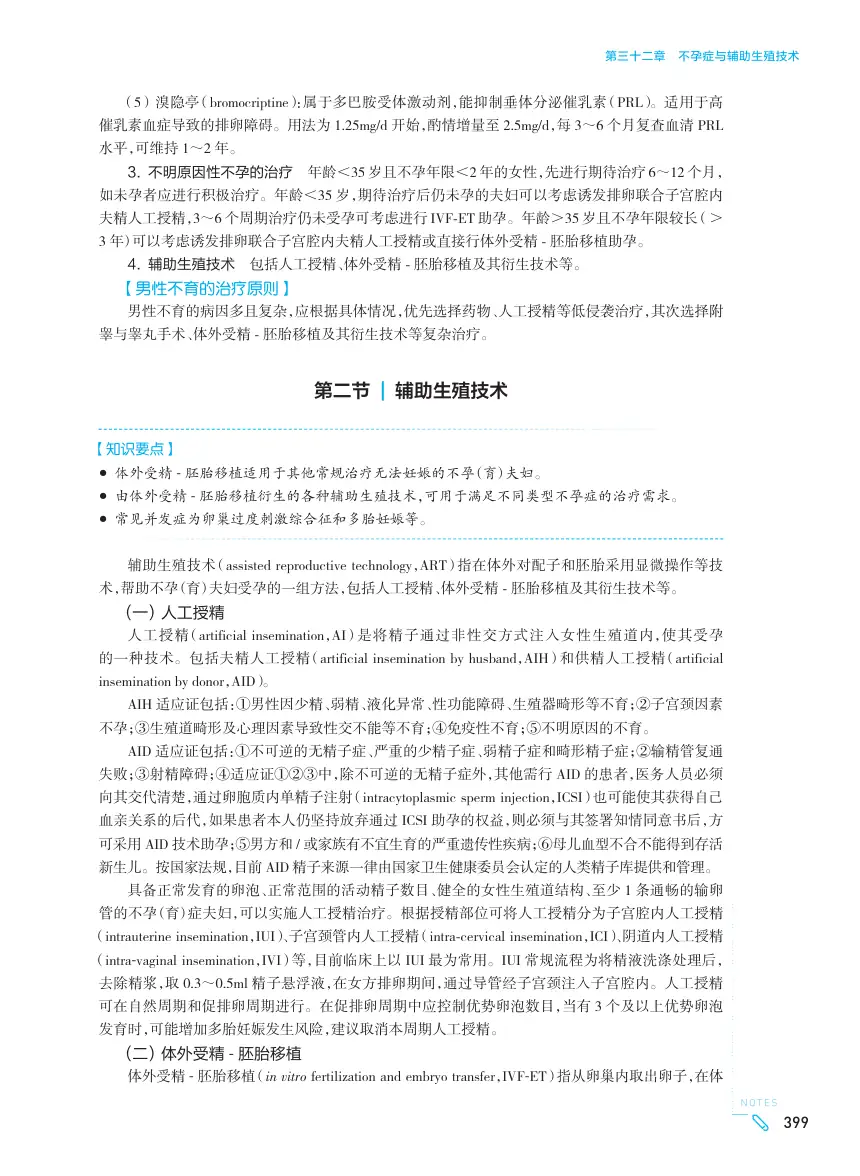 第三十二章 不孕症与辅助生殖技术
（5）溴隐亭（bromocriptine）：属于多巴胺受体激动剂，能抑制垂体分泌催乳素（PRL）。适用于高
催乳素血症导致的排卵障碍。用法为 1.25mg/d 开始，酌情增量至 2.5mg/d，每 3～6 个月复查血清 PRL
水平，可维持 1～2 年。
3. 不明原因性不孕的治疗 年龄＜35 岁且不孕年限＜2 年的女性，先进行期待治疗 6～12 个月，
如未孕者应进行积极治疗。年龄＜35 岁，期待治疗后仍未孕的夫妇可以考虑诱发排卵联合子宫腔内
夫精人工授精，3～6 个周期治疗仍未受孕可考虑进行 IVF-ET 助孕。年龄＞35 岁且不孕年限较长（＞
3 年）可以考虑诱发排卵联合子宫腔内夫精人工授精或直接行体外受精 - 胚胎移植助孕。
4. 辅助生殖技术 包括人工授精、体外受精 - 胚胎移植及其衍生技术等。
【男性不育的治疗原则】
男性不育的病因多且复杂，应根据具体情况，优先选择药物、人工授精等低侵袭治疗，其次选择附
睾与睾丸手术、体外受精 - 胚胎移植及其衍生技术等复杂治疗。
第二节 | 辅助生殖技术
【知识要点】
● 体外受精 - 胚胎移植适用于其他常规治疗无法妊娠的不孕（育）夫妇。
● 由体外受精 - 胚胎移植衍生的各种辅助生殖技术，可用于满足不同类型不孕症的治疗需求。
● 常见并发症为卵巢过度刺激综合征和多胎妊娠等。
辅助生殖技术（assisted reproductive technology，ART）指在体外对配子和胚胎采用显微操作等技
术，帮助不孕（育）夫妇受孕的一组方法，包括人工授精、体外受精 - 胚胎移植及其衍生技术等。
（一）人工授精
人工授精（artificial insemination，AI）是将精子通过非性交方式注入女性生殖道内，使其受孕
的一种技术。包括夫精人工授精（artificial insemination by husband，AIH）和供精人工授精（artificial
insemination by donor，AID）。
AIH 适应证包括：①男性因少精、弱精、液化异常、性功能障碍、生殖器畸形等不育；②子宫颈因素
不孕；③生殖道畸形及心理因素导致性交不能等不育；④免疫性不育；⑤不明原因的不育。
AID 适应证包括：①不可逆的无精子症、严重的少精子症、弱精子症和畸形精子症；②输精管复通
失败；③射精障碍；④适应证①②③中，除不可逆的无精子症外，其他需行 AID 的患者，医务人员必须
向其交代清楚，通过卵胞质内单精子注射（intracytoplasmic sperm injection，ICSI）也可能使其获得自己
血亲关系的后代，如果患者本人仍坚持放弃通过 ICSI 助孕的权益，则必须与其签署知情同意书后，方
可采用 AID 技术助孕；⑤男方和 / 或家族有不宜生育的严重遗传性疾病；⑥母儿血型不合不能得到存活
新生儿。按国家法规，目前 AID 精子来源一律由国家卫生健康委员会认定的人类精子库提供和管理。
具备正常发育的卵泡、正常范围的活动精子数目、健全的女性生殖道结构、至少 1 条通畅的输卵
管的不孕（育）症夫妇，可以实施人工授精治疗。根据授精部位可将人工授精分为子宫腔内人工授精
（intrauterine insemination，IUI）、子宫颈管内人工授精（intra-cervical insemination，ICI）、阴道内人工授精
（intra-vaginal insemination，IVI）等，目前临床上以 IUI 最为常用。IUI 常规流程为将精液洗涤处理后，
去除精浆，取 0.3～0.5ml 精子悬浮液，在女方排卵期间，通过导管经子宫颈注入子宫腔内。人工授精
可在自然周期和促排卵周期进行。在促排卵周期中应控制优势卵泡数目，当有 3 个及以上优势卵泡
发育时，可能增加多胎妊娠发生风险，建议取消本周期人工授精。
（二）体外受精 - 胚胎移植
体外受精 - 胚胎移植（in vitro fertilization and embryo transfer，IVF-ET）指从卵巢内取出卵子，在体
NOTES
399